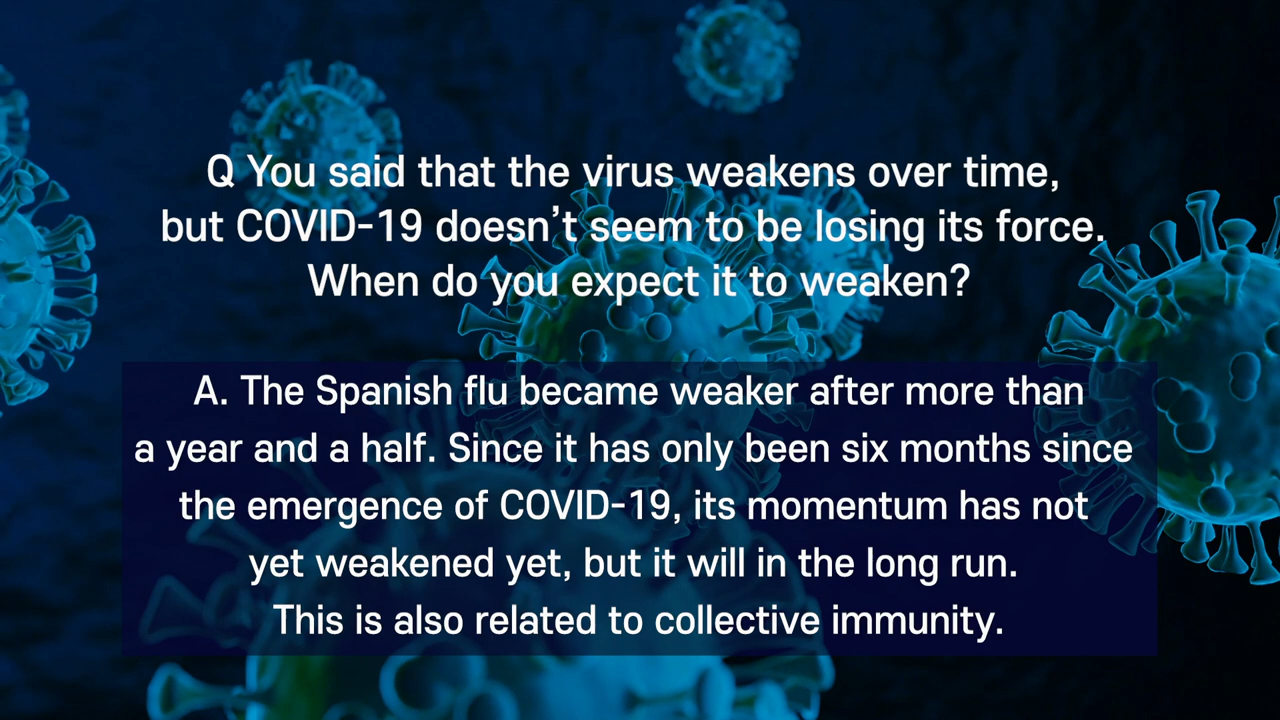 Q You said that the virus weakens over time,
but COVID-19 doesn’t seem to be losing its force.
When do you expect it to weaken?
A. The Spanish flu became weaker after more than
a year and a half. Since it has only been six months since
the emergence of COVID-19, its momentum has not
yet weakened yet, but it will in the long run.
This is also related to collective immunity.